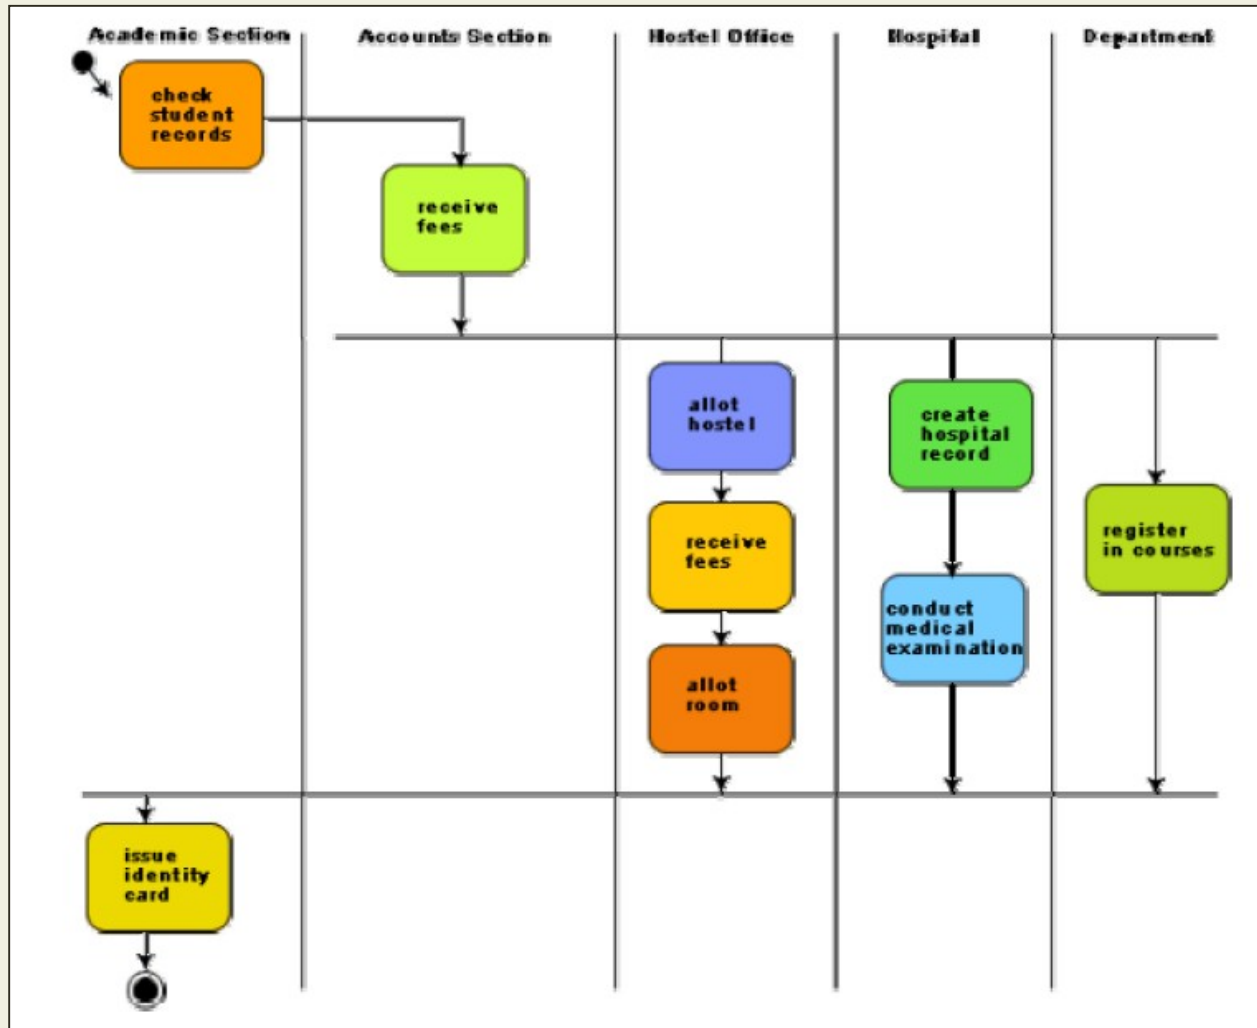 Academic Section Accounts Section Hostel Office Hospital Department
check
student
records
receive
fees
allot
hostel
receive
fees
allot
room
create
hospital
record
conduct
medical
examination
register
in courses
issue
identity
card